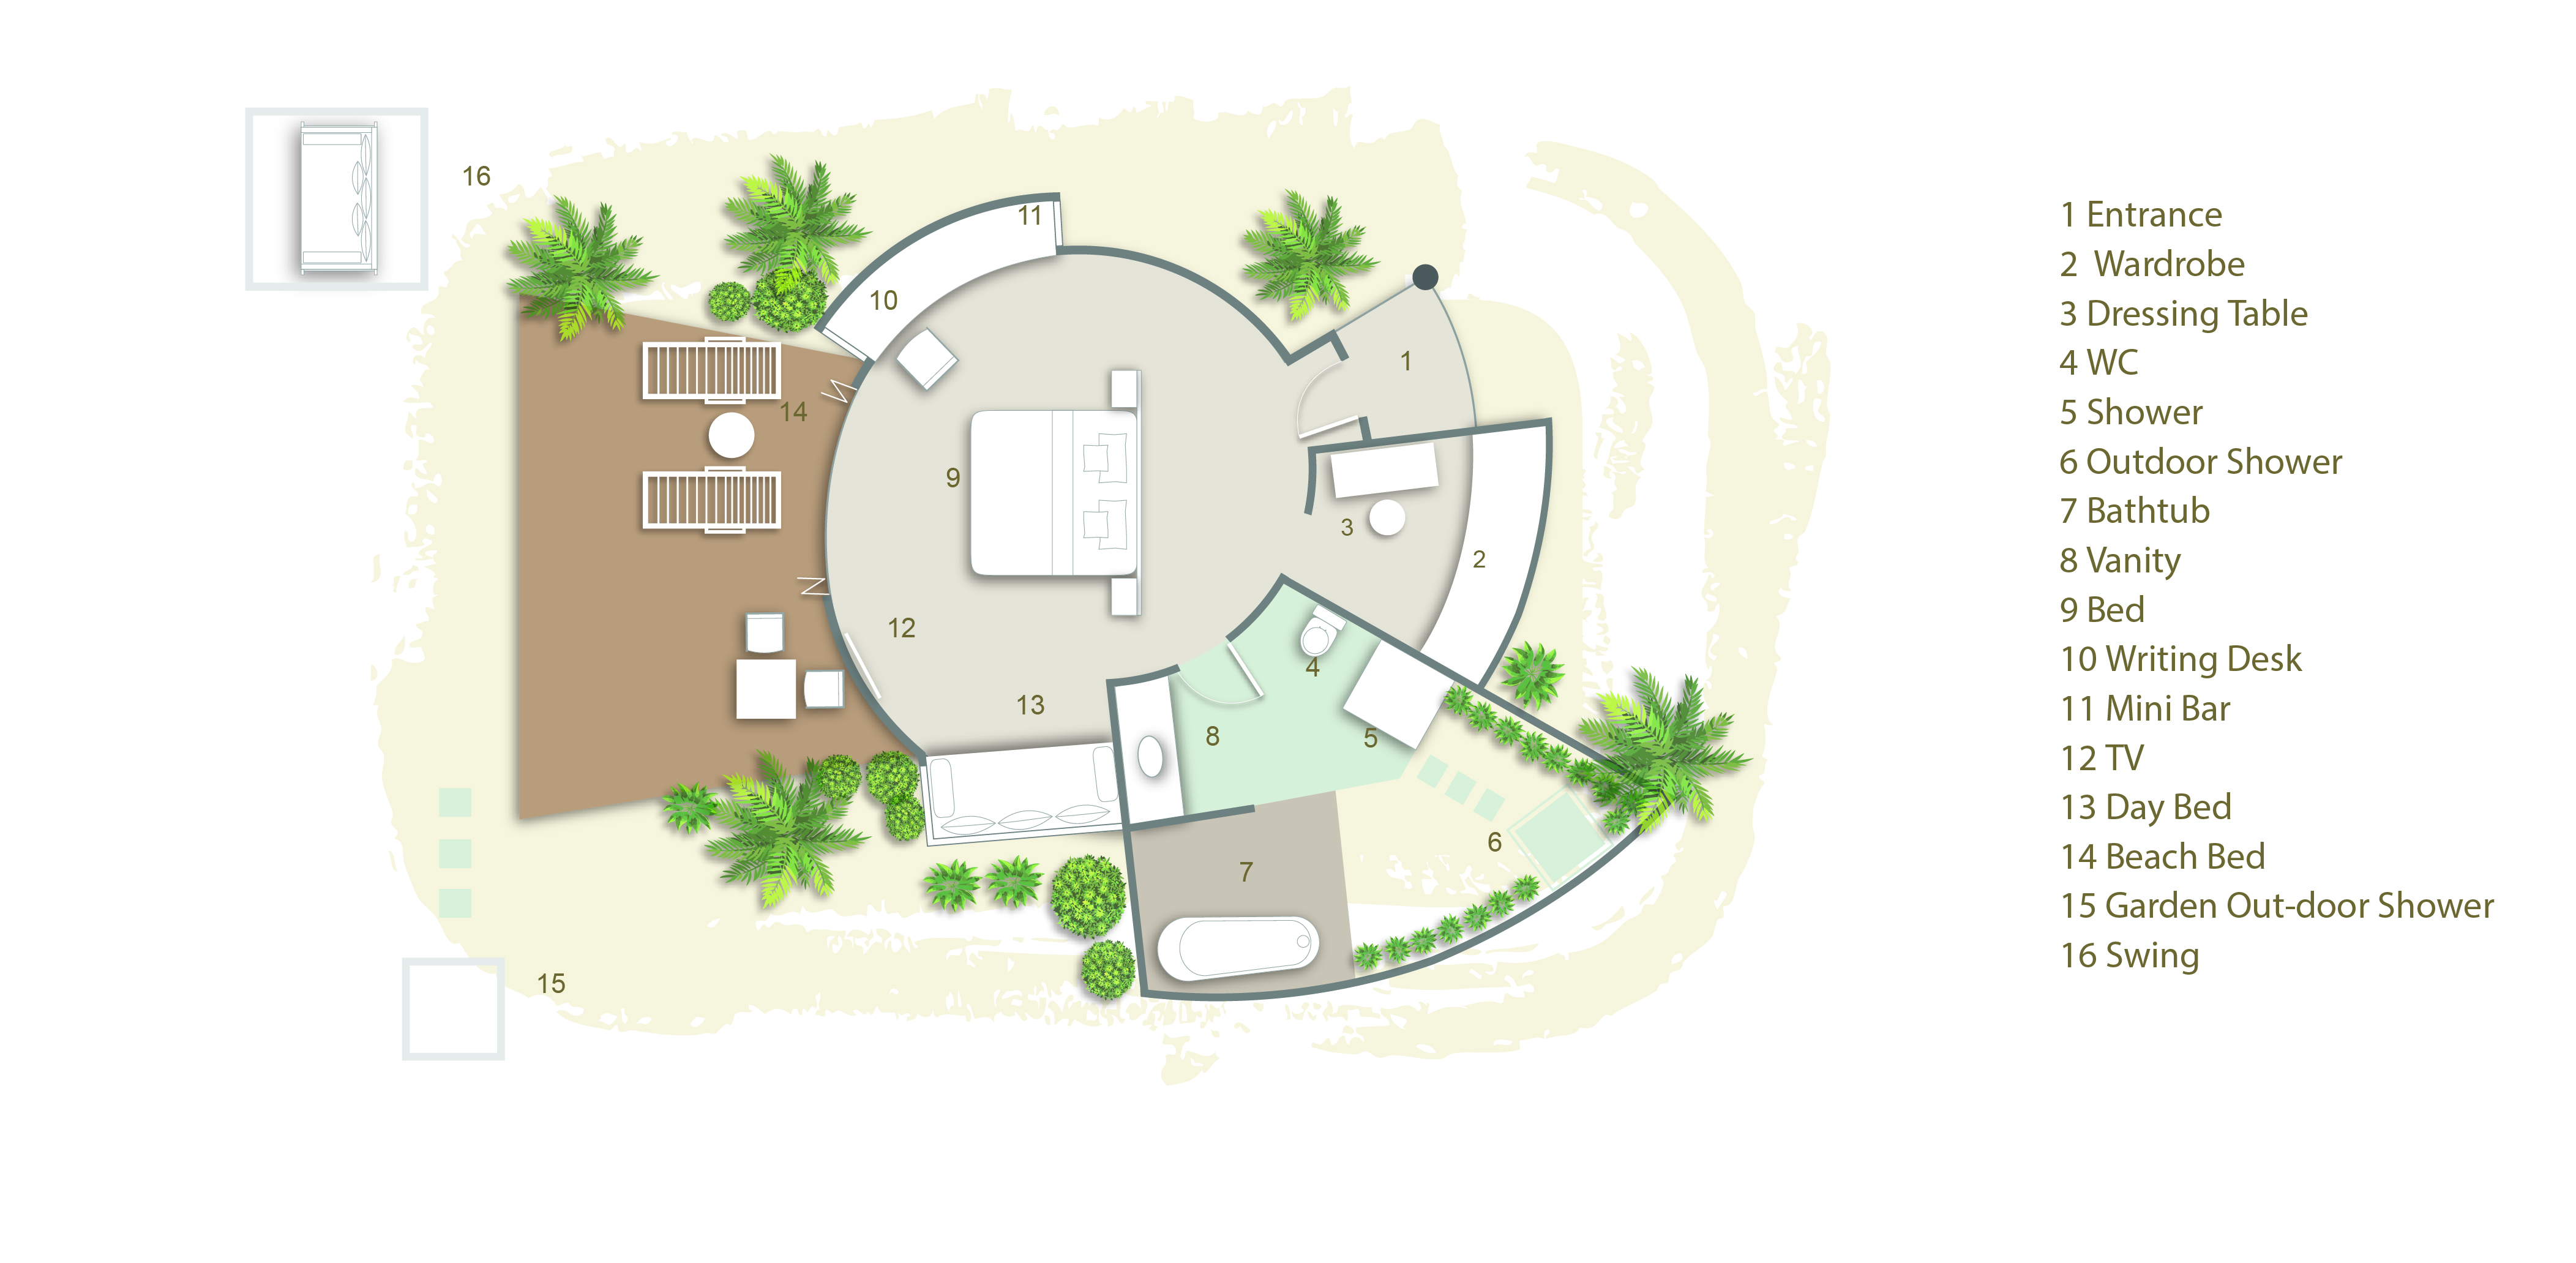 16
11
10
1
14
9
3
2
12
4
13
8
5
6
7
15
1 Entrance
2  Wardrobe
3 Dressing Table
4 WC
5 Shower
6 Outdoor Shower
7 Bathtub
8 Vanity
9 Bed
10 Writing Desk
11 Mini Bar
12 TV
13 Day Bed
14 Beach Bed
15 Garden Out-door Shower
16 Swing